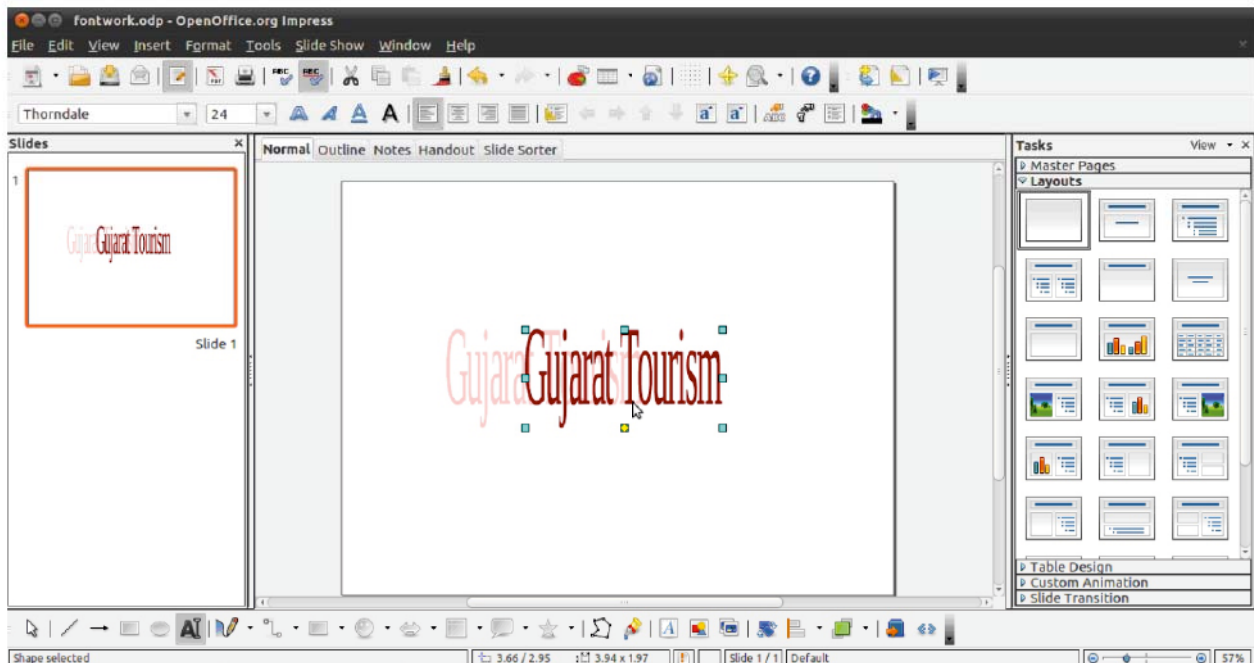 fontwork.odp - OpenOffice.org Impress
File Edit View Insert Format Tools Slide Show Window Help
Thorndale 24
Slides
Normal Outline Notes Handout Slide Sorter
Tasks View
Master Pages
Layouts
1
Gujarat Tourism
Slide 1
Gujarat Tourism
Table Design
Custom Animation
Slide Transition
Shape selected 3.66 / 2.95 3.94 x 1.97 Slide 1 / 1 Default 57%